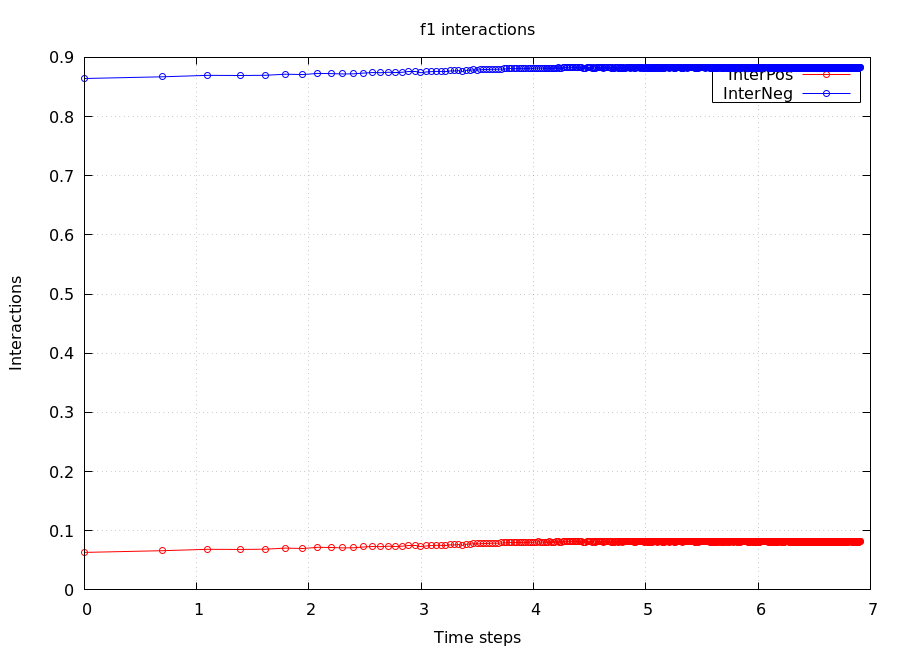 f1 interactions
0.9
0.8
0.7
0.6
0.5
0.4
0.3
0.2
0.1
0
Interactions
InterPos
InterNeg
0 1 2 3 4 5 6 7
Time steps